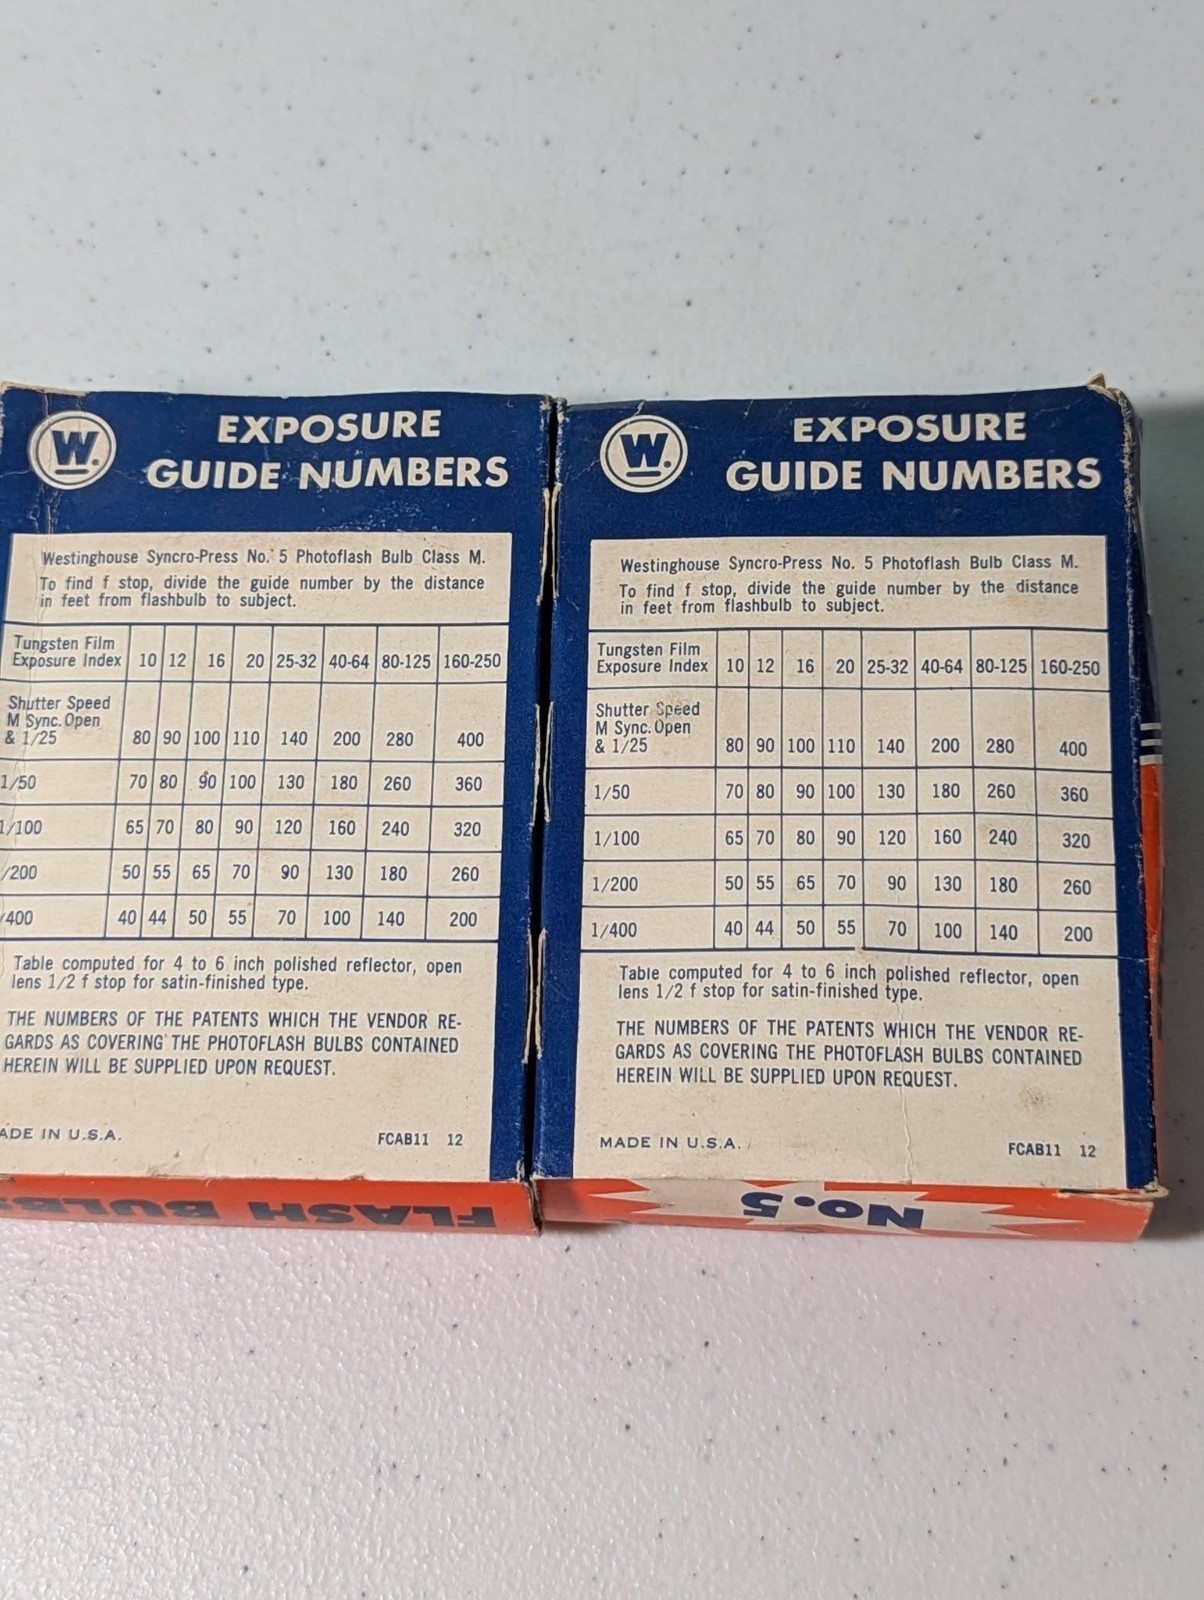 W.
EXPOSURE
GUIDE NUMBERS
Westinghouse Syncro-Press No. 5 Photoflash Bulb Class M.
To find f stop, divide the guide number by the distance
in feet from flashbulb to subject.
Tungsten Film
Exposure Index 10 12 16 20 25-32 40-64 80-125 160-250
Shutter Speed
M Sync. Open
& 1/25 80 90 100 110 140 200 280 400
1/50 70 80 90 100 130 180 260 360
1/100 65 70 80 90 120 160 240 320
/200 50 55 65 70 90 130 180 260
/400 40 44 50 55 70 100 140 200
Table computed for 4 to 6 inch polished reflector, open
lens 1/2 f stop for satin-finished type.
THE NUMBERS OF THE PATENTS WHICH THE VENDOR RE-
GARDS AS COVERING THE PHOTOFLASH BULBS CONTAINED
HEREIN WILL BE SUPPLIED UPON REQUEST.
ADE IN U.S.A. FCAB11 12
FLASH BULBS
W.
EXPOSURE
GUIDE NUMBERS
Westinghouse Syncro-Press No. 5 Photoflash Bulb Class M.
To find f stop, divide the guide number by the distance
in feet from flashbulb to subject.
Tungsten Film
Exposure Index 10 12 16 20 25-32 40-64 80-125 160-250
Shutter Speed
M Sync. Open
& 1/25 80 90 100 110 140 200 280 400
1/50 70 80 90 100 130 180 260 360
1/100 65 70 80 90 120 160 240 320
1/200 50 55 65 70 90 130 180 260
1/400 40 44 50 55 70 100 140 200
Table computed for 4 to 6 inch polished reflector, open
lens 1/2 f stop for satin-finished type.
THE NUMBERS OF THE PATENTS WHICH THE VENDOR RE-
GARDS AS COVERING THE PHOTOFLASH BULBS CONTAINED
HEREIN WILL BE SUPPLIED UPON REQUEST.
MADE IN U.S.A. FCAB11 12
No.5